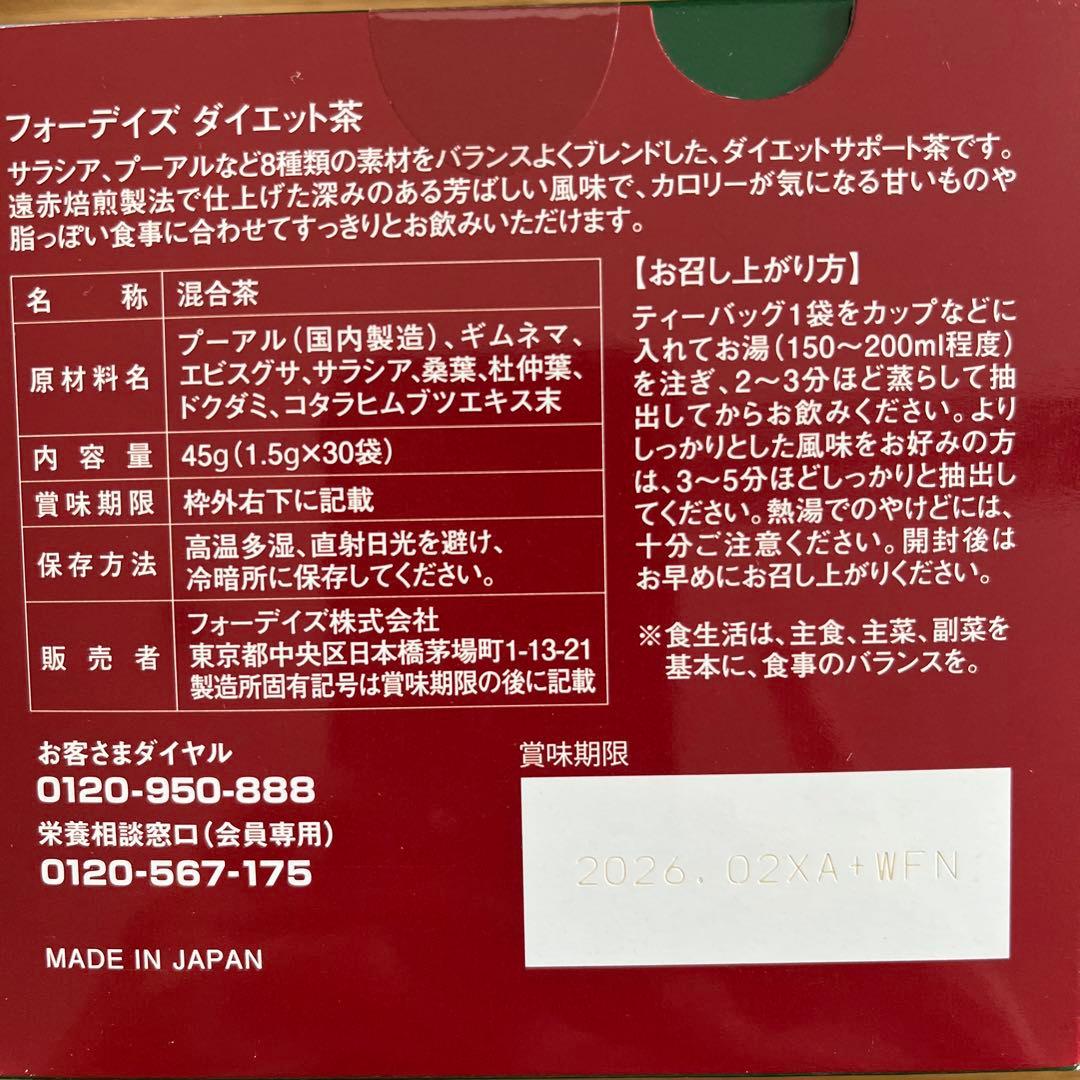 フォーデイズ ダイエット茶
サラシア、プーアルなど8種類の素材をバランスよくブレンドした、ダイエットサポート茶です。
遠赤焙煎製法で仕上げた深みのある芳ばしい風味で、カロリーが気になる甘いものや
脂っぽい食事に合わせてすっきりとお飲みいただけます。
名称 混合茶
原材料名 プーアル（国内製造）、ギムネマ、
エビスグサ、サラシア、桑葉、杜仲葉、
ドクダミ、コタラヒムブツエキス末
内容量 45g（1.5g×30袋）
賞味期限 枠外右下に記載
保存方法 高温多湿、直射日光を避け、
冷暗所に保存してください。
販売者 フォーデイズ株式会社
東京都中央区日本橋茅場町1-13-21
製造所固有記号は賞味期限の後に記載
【お召し上がり方】
ティーバッグ1袋をカップなどに
入れてお湯（150〜200ml程度）
を注ぎ、2〜3分ほど蒸らして抽
出してからお飲みください。より
しっかりとした風味をお好みの方
は、3〜5分ほどしっかりと抽出し
てください。熱湯でのやけどには、
十分ご注意ください。開封後は
お早めにお召し上がりください。
※食生活は、主食、主菜、副菜を
基本に、食事のバランスを。
お客さまダイヤル
0120-950-888
栄養相談窓口（会員専用）
0120-567-175
MADE IN JAPAN
賞味期限
2026. 02XA+WFN